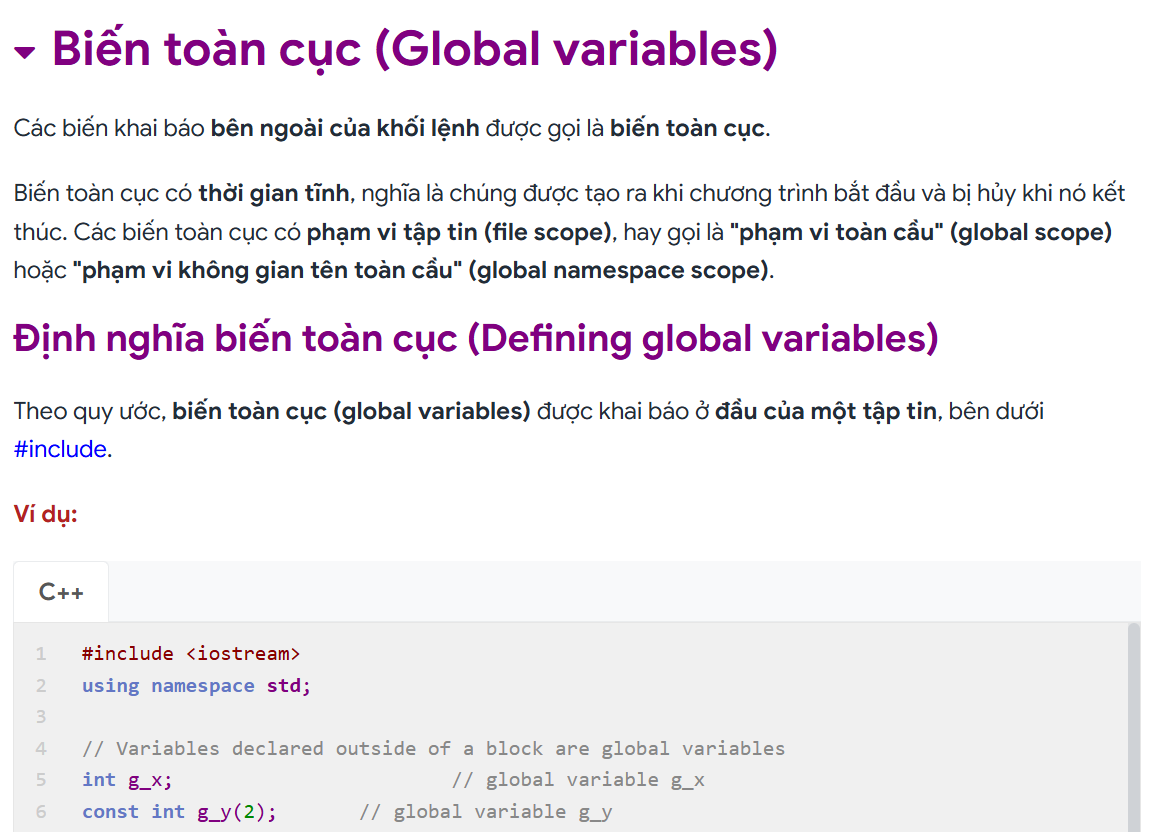 Biến toàn cục (Global variables)
Các biến khai báo bên ngoài của khối lệnh được gọi là biến toàn cục.
Biến toàn cục có thời gian tĩnh, nghĩa là chúng được tạo ra khi chương trình bắt đầu và bị hủy khi nó kết
thúc. Các biến toàn cục có phạm vi tập tin (file scope), hay gọi là "phạm vi toàn cầu" (global scope)
hoặc "phạm vi không gian tên toàn cầu" (global namespace scope).
Định nghĩa biến toàn cục (Defining global variables)
Theo quy ước, biến toàn cục (global variables) được khai báo ở đầu của một tập tin, bên dưới
#include.
Ví dụ:
C++
1 #include <iostream>
2 using namespace std;
3
4 // Variables declared outside of a block are global variables
5 int g_x; // global variable g_x
6 const int g_y(2); // global variable g_y